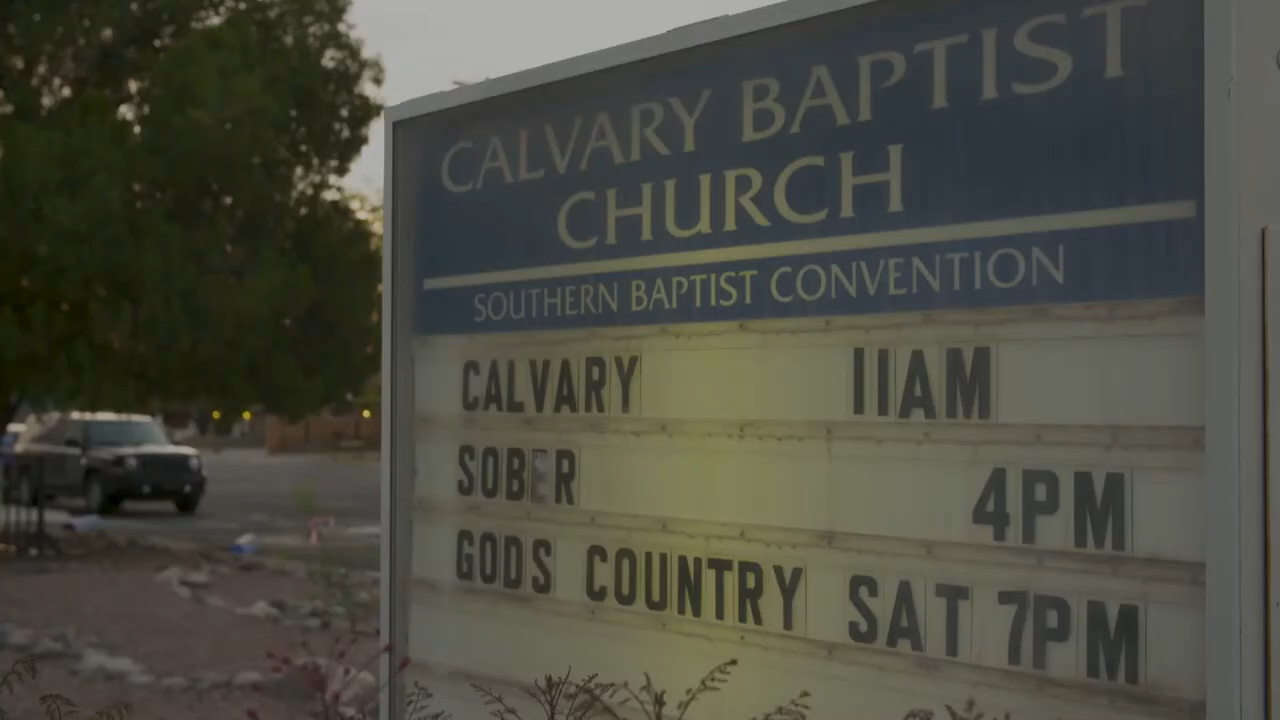 CALVARY BAPTIST
CHURCH
SOUTHERN BAPTIST CONVENTION
CALVARY 11AM
SOBER 4PM
GODS COUNTRY SAT 7PM